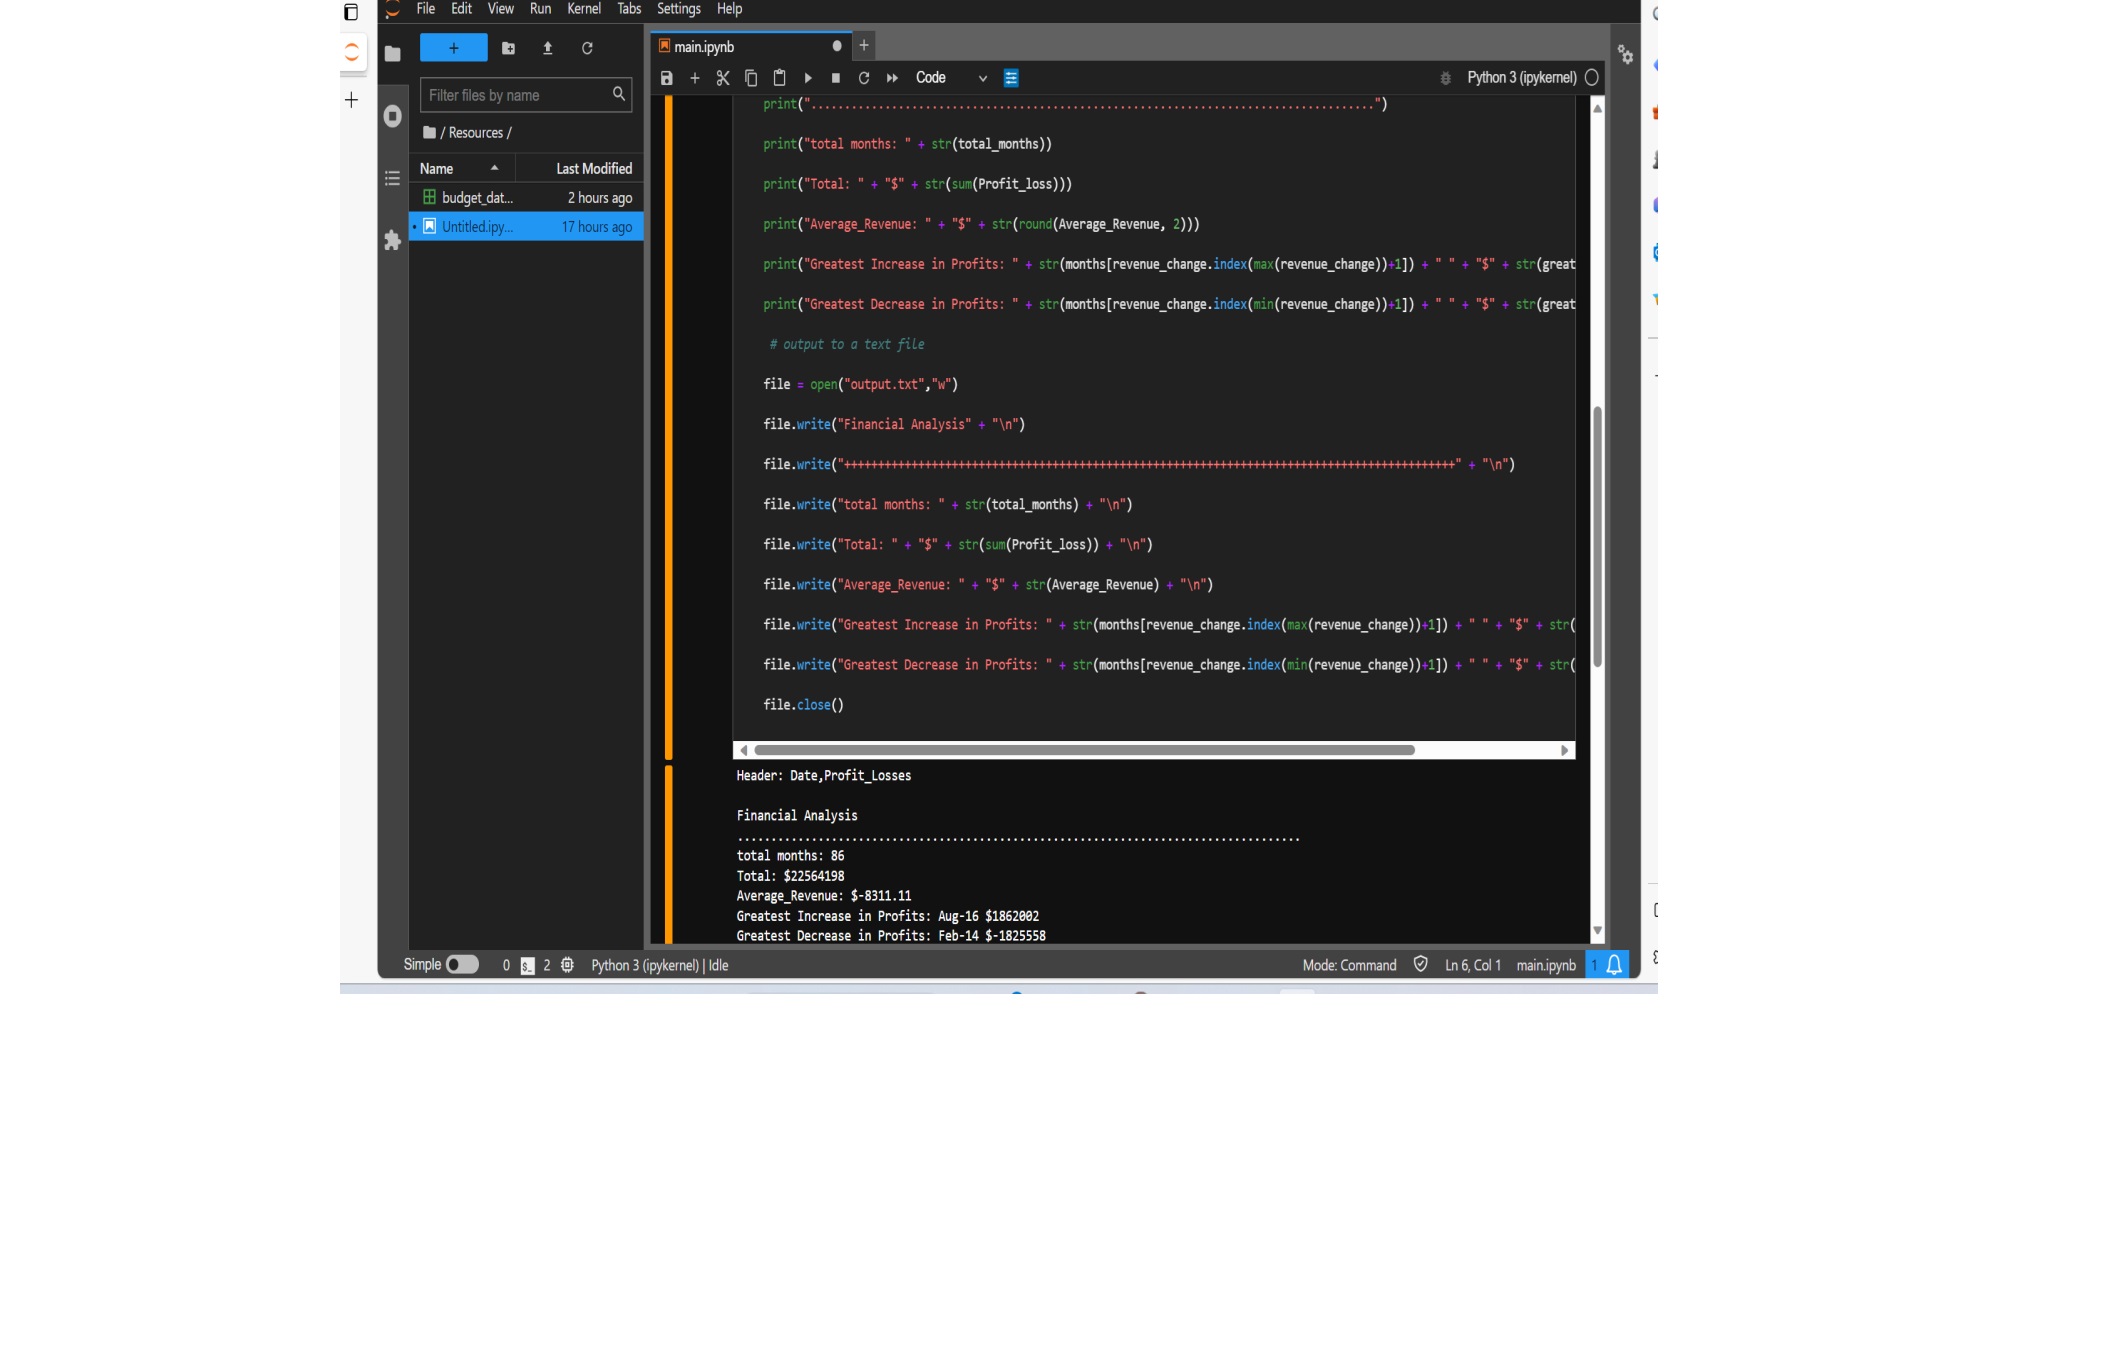 File Edit View Run Kernel Tabs Settings Help
+
Filter files by name
/ Resources /
Name Last Modified
budget_dat... 2 hours ago
Untitled.ipy... 17 hours ago
main.ipynb
Code
Python 3 (ipykernel)
print("....................................................................................")
print("total months: " + str(total_months))
print("Total: " + "$" + str(sum(Profit_loss)))
print("Average_Revenue: " + "$" + str(round(Average_Revenue, 2)))
print("Greatest Increase in Profits: " + str(months[revenue_change.index(max(revenue_change))+1]) + " " + "$" + str(great
print("Greatest Decrease in Profits: " + str(months[revenue_change.index(min(revenue_change))+1]) + " " + "$" + str(great
# output to a text file
file = open("output.txt","w")
file.write("Financial Analysis" + "\n")
file.write("+++++++++++++++++++++++++++++++++++++++++++++++++++++++++++++++++++++++++++++++++++++++++++" + "\n")
file.write("total months: " + str(total_months) + "\n")
file.write("Total: " + "$" + str(sum(Profit_loss)) + "\n")
file.write("Average_Revenue: " + "$" + str(Average_Revenue) + "\n")
file.write("Greatest Increase in Profits: " + str(months[revenue_change.index(max(revenue_change))+1]) + " " + "$" + str(
file.write("Greatest Decrease in Profits: " + str(months[revenue_change.index(min(revenue_change))+1]) + " " + "$" + str(
file.close()
Header: Date,Profit_Losses
Financial Analysis
....................................................................................
total months: 86
Total: $22564198
Average_Revenue: $-8311.11
Greatest Increase in Profits: Aug-16 $1862002
Greatest Decrease in Profits: Feb-14 $-1825558
Simple 0 $_ 2 Python 3 (ipykernel) | Idle Mode: Command Ln 6, Col 1 main.ipynb 1